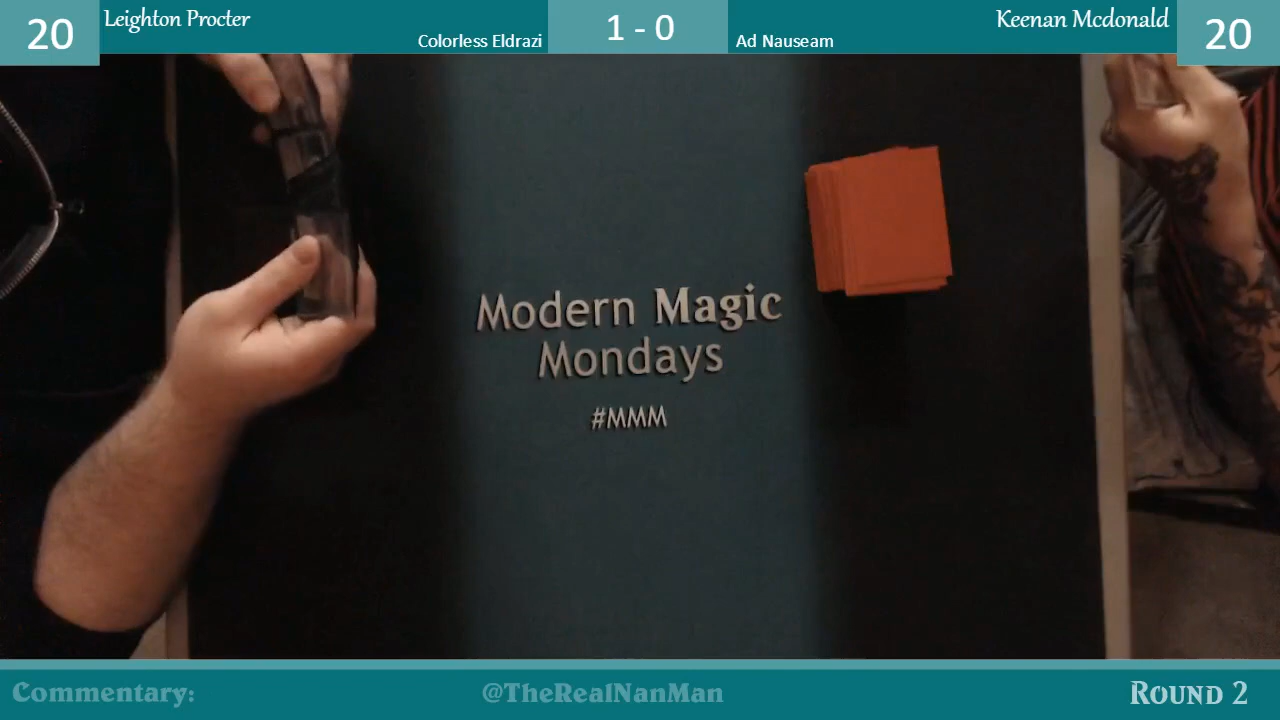 20
Leighton Procter
Colorless Eldrazi
1 - 0
Keenan Mcdonald
Ad Nauseam
20
Modern Magic
Mondays
#MMM
Commentary:
@TheRealNanMan
Round 2